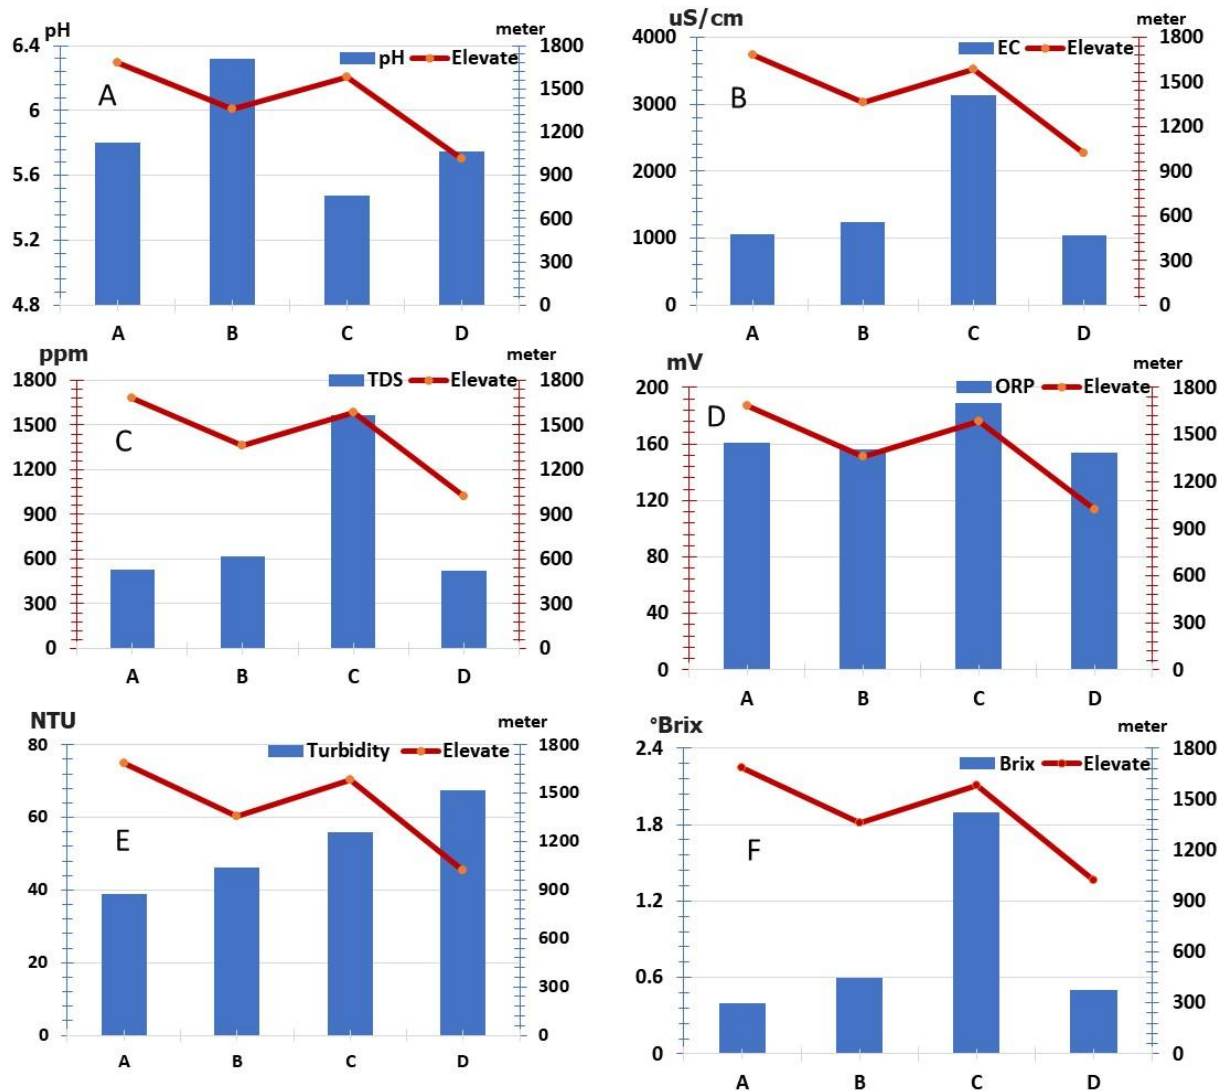 pH
meter
6.4
6
5.6
5.2
4.8
pH Elevate
A
1800
1500
1200
900
600
300
0
A B C D
uS/cm
meter
4000
3000
2000
1000
0
EC Elevate
B
1800
1500
1200
900
600
300
0
A B C D
ppm
meter
1800
1500
1200
900
600
300
0
TDS Elevate
C
1800
1500
1200
900
600
300
0
A B C D
mV
meter
200
160
120
80
40
0
ORP Elevate
D
1800
1500
1200
900
600
300
0
A B C D
NTU
meter
80
60
40
20
0
Turbidity Elevate
E
1800
1500
1200
900
600
300
0
A B C D
°Brix
meter
2.4
1.8
1.2
0.6
0
Brix Elevate
F
1800
1500
1200
900
600
300
0
A B C D